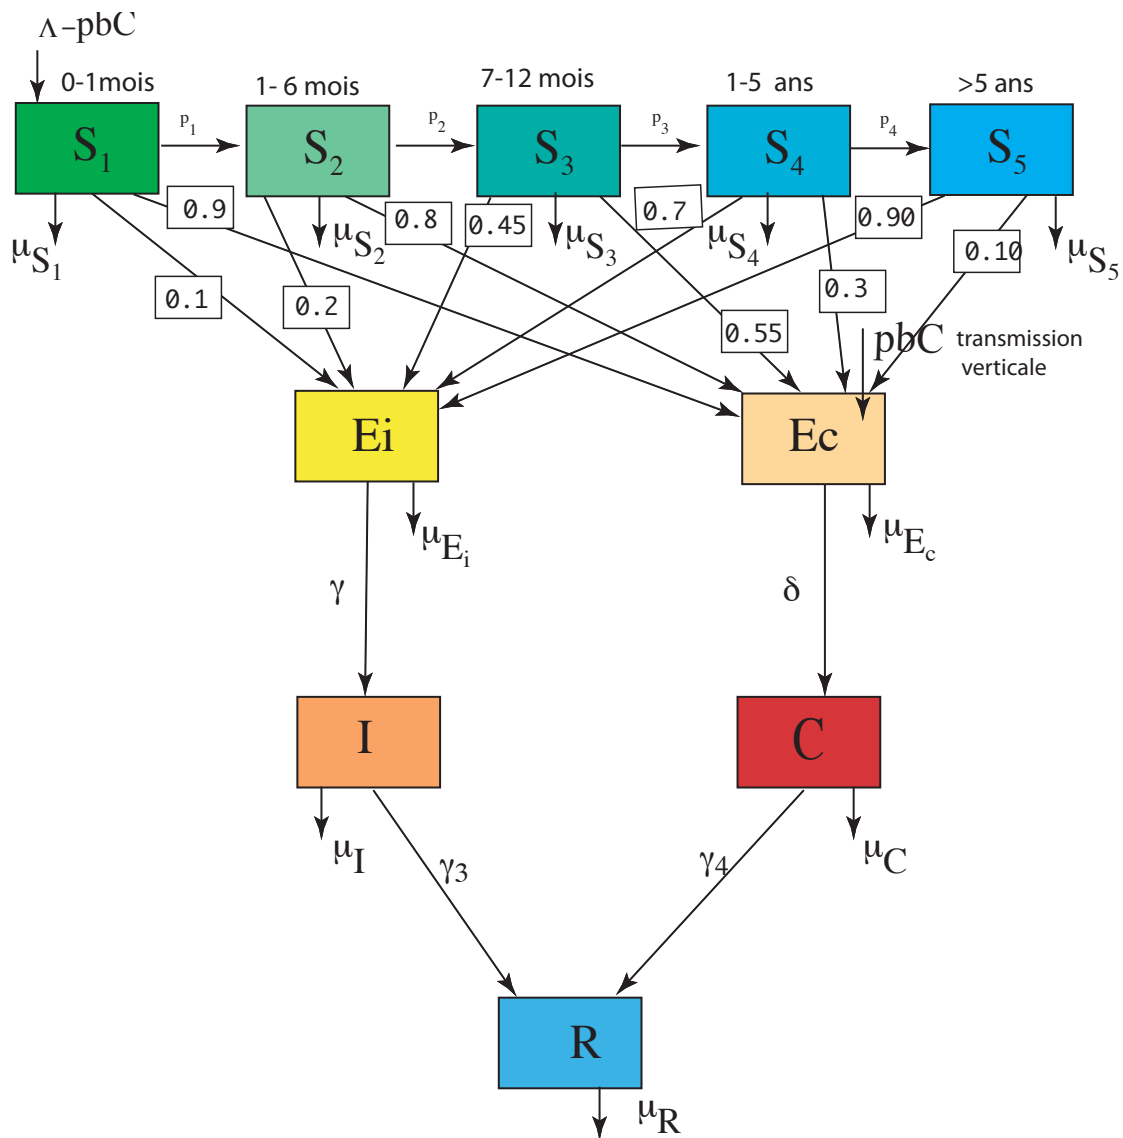 Λ-pbC
0-1mois
1- 6 mois
7-12 mois
1-5 ans
>5 ans
S1
p1
S2
p2
S3
p3
S4
p4
S5
μS1
0.9
μS2
0.8
0.45
μS3
0.7
μS4
0.90
0.10
μS5
0.1
0.2
0.3
0.55
pbC transmission
verticale
Ei
Ec
μEi
μEc
γ
δ
I
C
μI
μC
γ3
γ4
R
μR